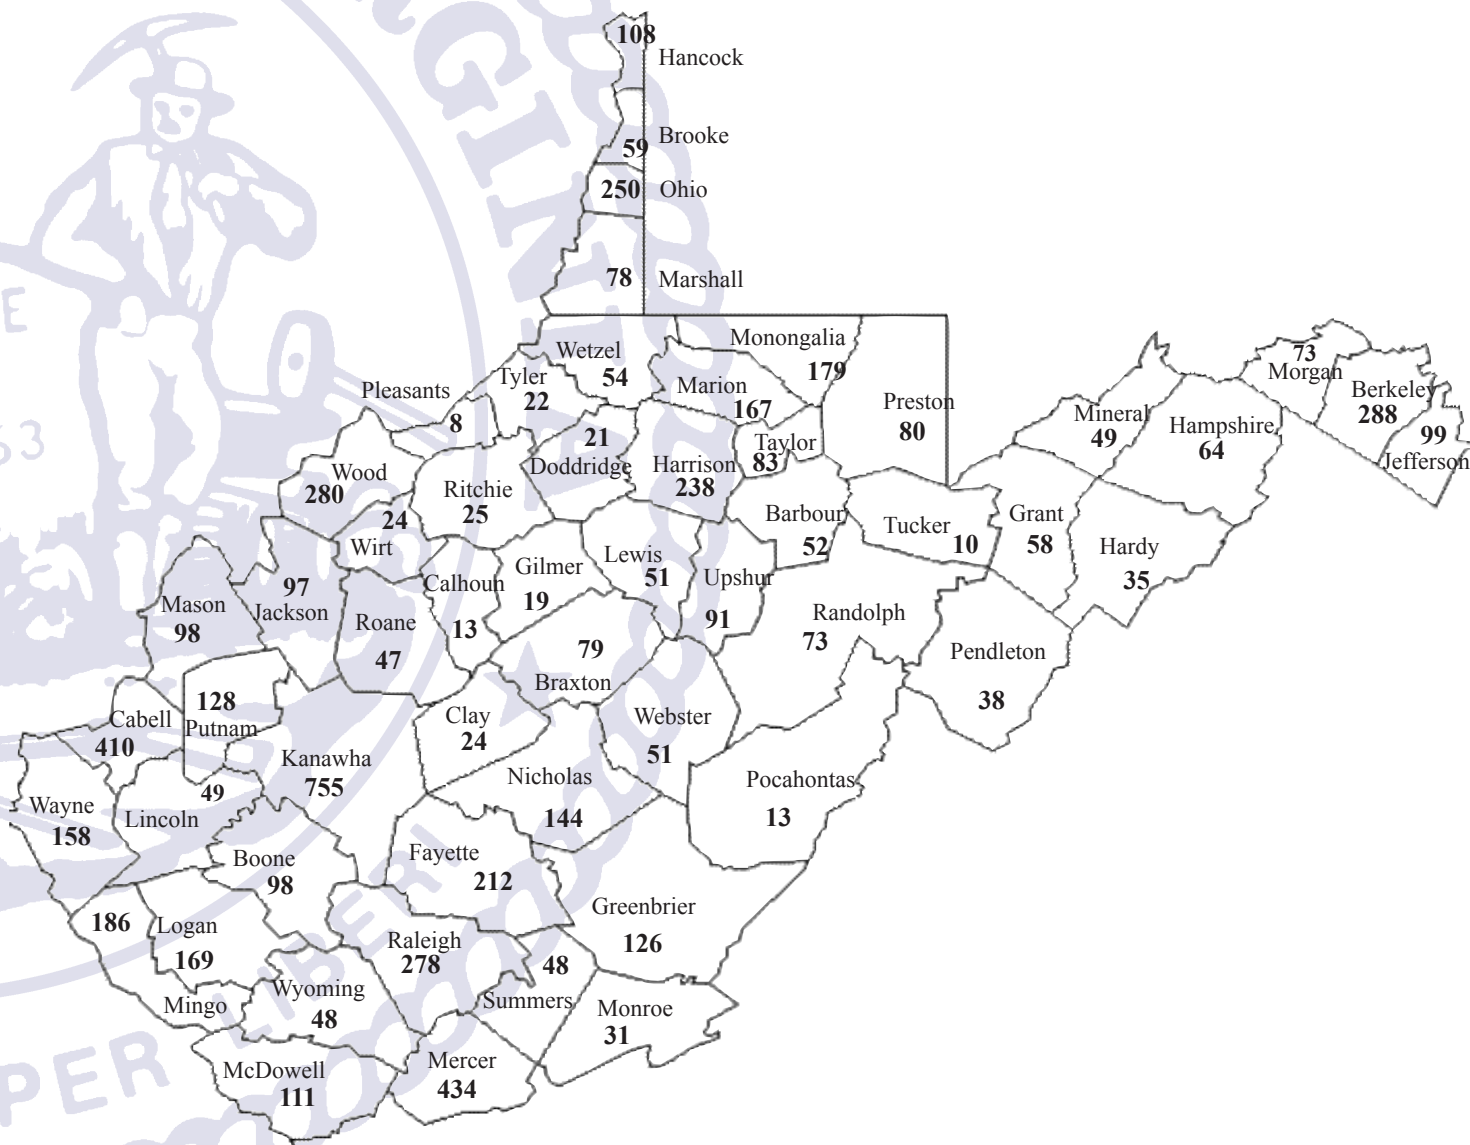 108
Hancock
Brooke
59
250 Ohio
78 Marshall
Monongalia
179
Wetzel
54
Tyler
22
Pleasants
8
Marion
167
Preston
80
73
Morgan
Berkeley
288
99
Jefferson
Mineral
49
Hampshire
64
21
Doddridge
Harrison
238
Taylor
83
Wood
280
Ritchie
25
24
Wirt
Barbour
52
Tucker
10
Grant
58
Hardy
35
Lewis
51
Gilmer
19
Upshur
91
Calhoun
13
97
Jackson
Mason
98
Roane
47
Randolph
73
79
Braxton
Pendleton
38
128
Putnam
Cabell
410
Clay
24
Webster
51
Kanawha
755
Nicholas
144
Pocahontas
13
49
Lincoln
Wayne
158
Boone
98
Fayette
212
Greenbrier
126
186
Logan
169
Raleigh
278
48
Summers
Mingo
Wyoming
48
Monroe
31
McDowell
111
Mercer
434
RGINIA
E
63
PER LIBERI